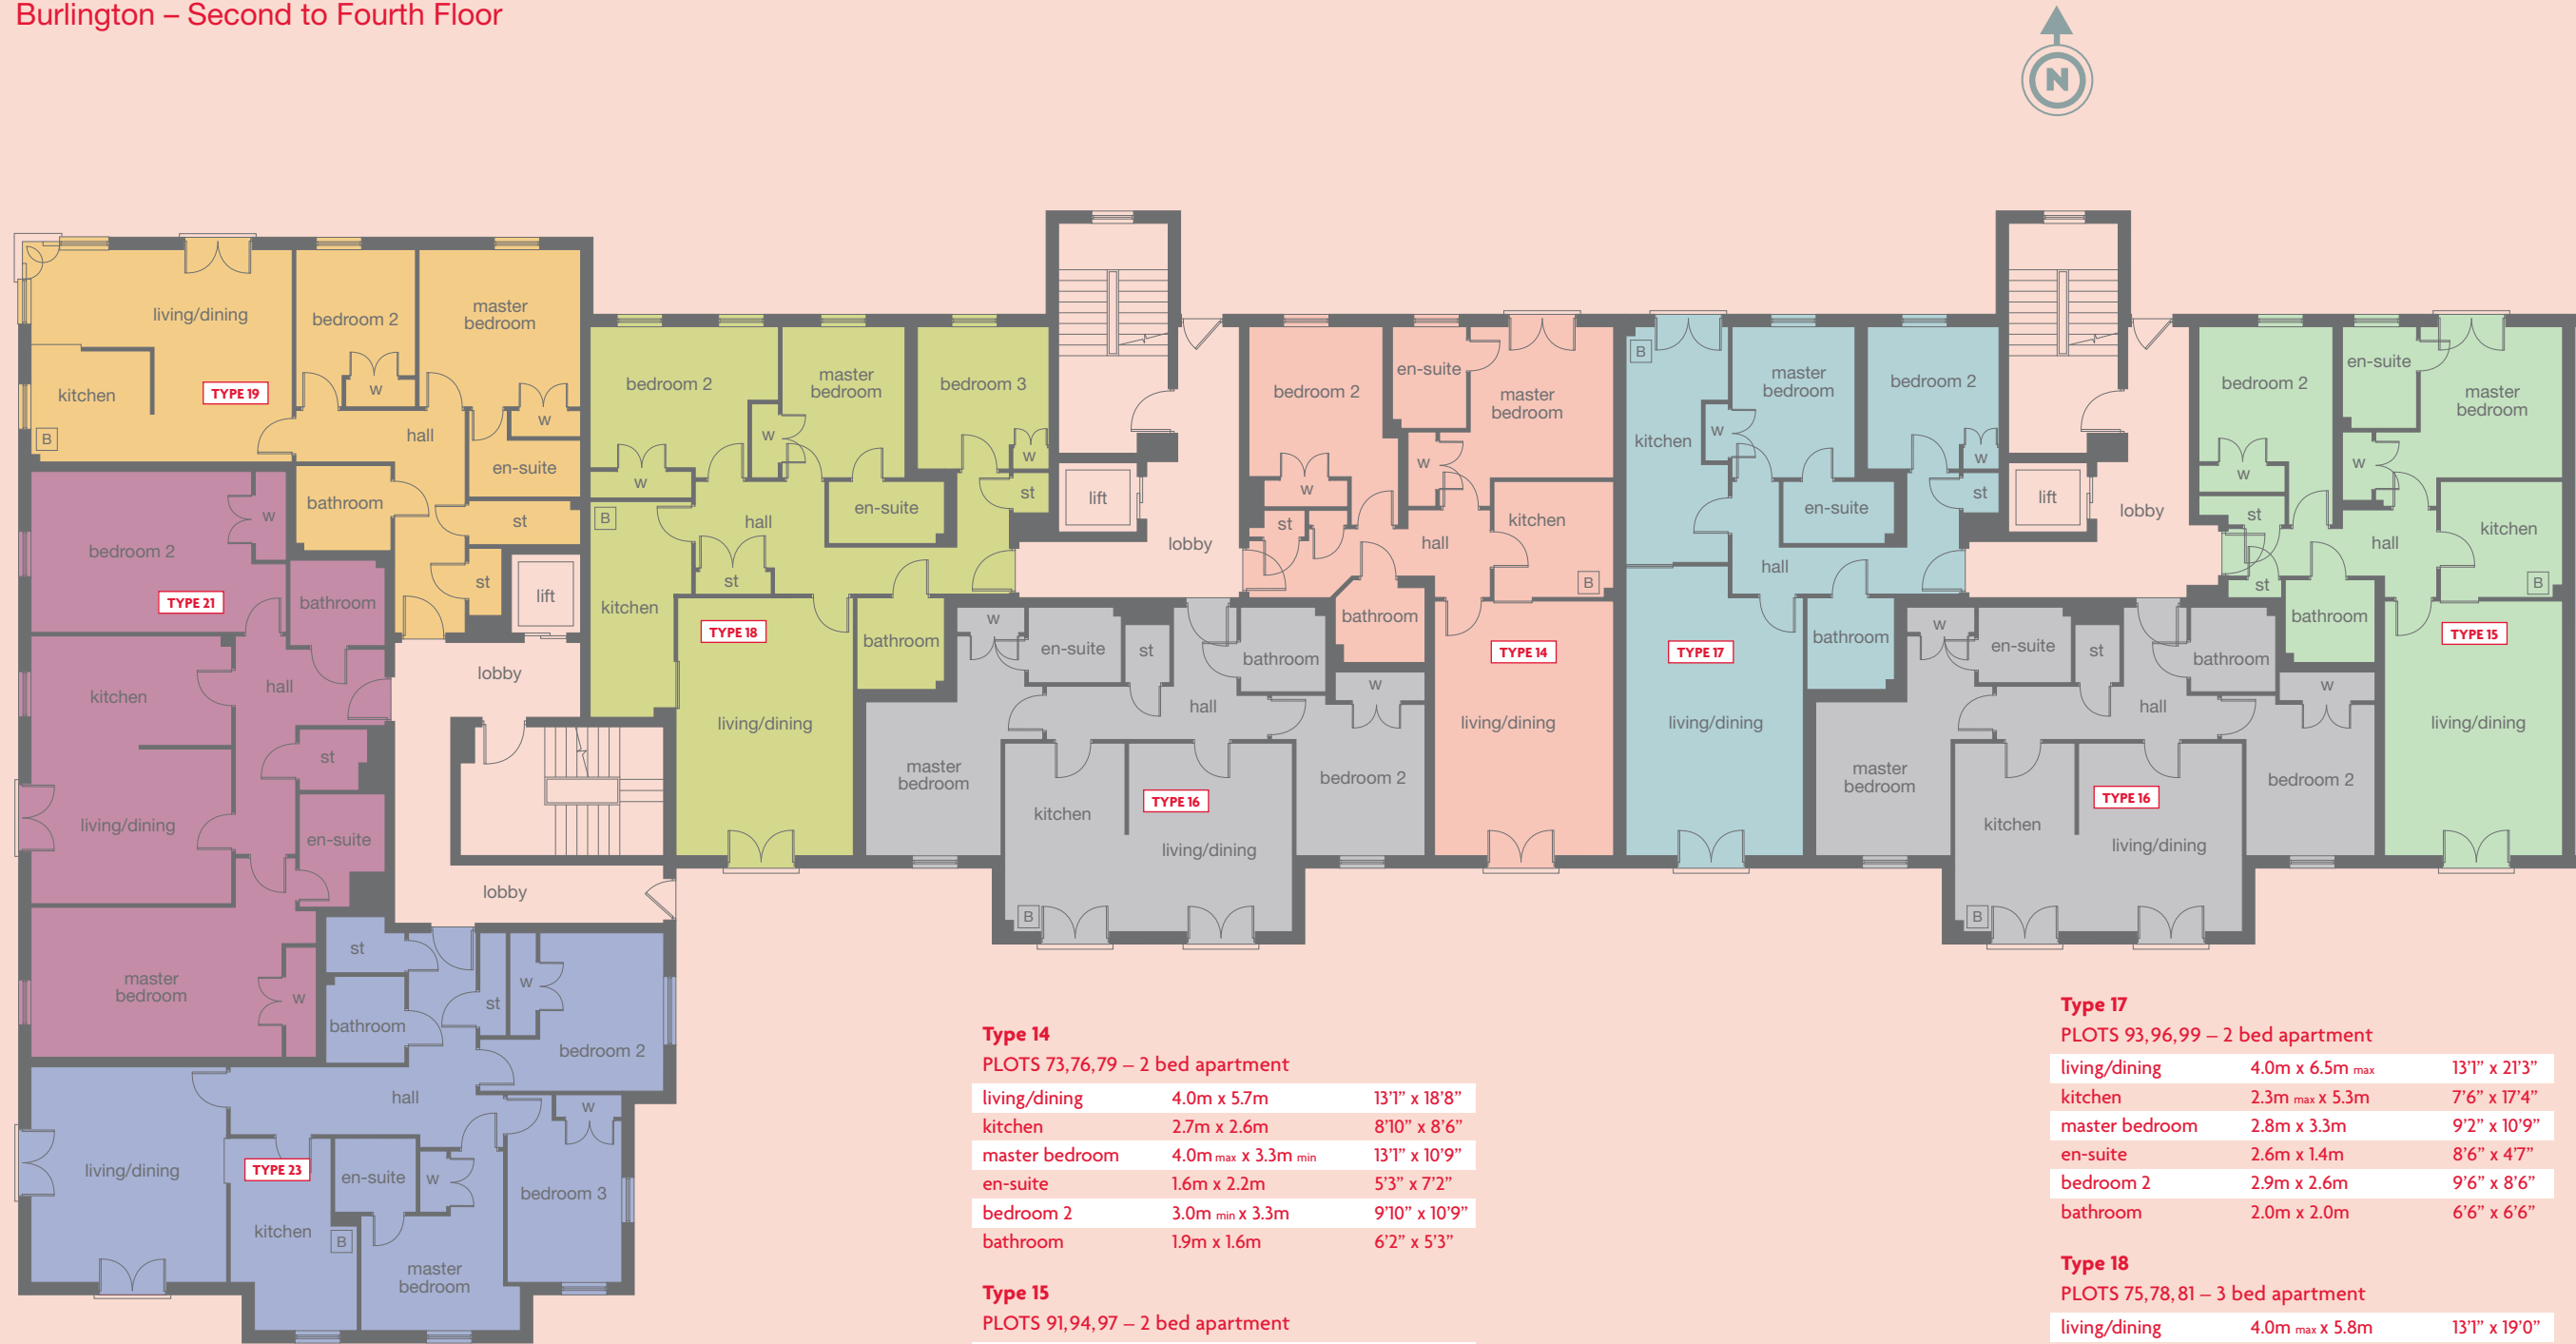 Burlington – Second to Fourth Floor
N
living/dining
bedroom 2
master
bedroom
w
kitchen
TYPE 19
w
B
hall
en-suite
bathroom
st
st
lift
bedroom 2
w
TYPE 21
bathroom
kitchen
hall
st
living/dining
en-suite
master
bedroom
w
lobby
lobby
bedroom 2
master
bedroom
bedroom 3
w
w
w
st
B
hall
en-suite
st
kitchen
TYPE 18
bathroom
living/dining
lift
lobby
w
en-suite
st
bathroom
hall
w
master
bedroom
bedroom 2
kitchen
TYPE 16
living/dining
B
bedroom 2
en-suite
master
bedroom
w
w
st
hall
kitchen
B
bathroom
TYPE 14
living/dining
B
kitchen
w
master
bedroom
bedroom 2
w
st
en-suite
hall
bathroom
TYPE 17
living/dining
lift
lobby
w
en-suite
st
bathroom
hall
w
master
bedroom
bedroom 2
kitchen
TYPE 16
living/dining
B
bedroom 2
en-suite
master
bedroom
w
w
st
hall
kitchen
B
st
bathroom
TYPE 15
living/dining
st
w
bathroom
st
bedroom 2
hall
w
living/dining
TYPE 23
en-suite
w
bedroom 3
kitchen
B
master
bedroom
Type 14
PLOTS 73,76,79 – 2 bed apartment
living/dining 4.0m x 5.7m 13’1” x 18’8”
kitchen 2.7m x 2.6m 8’10” x 8’6”
master bedroom 4.0m max x 3.3m min 13’1” x 10’9”
en-suite 1.6m x 2.2m 5’3” x 7’2”
bedroom 2 3.0m min x 3.3m 9’10” x 10’9”
bathroom 1.9m x 1.6m 6’2” x 5’3”
Type 15
PLOTS 91,94,97 – 2 bed apartment
Type 17
PLOTS 93,96,99 – 2 bed apartment
living/dining 4.0m x 6.5m max 13’1” x 21’3”
kitchen 2.3m max x 5.3m 7’6” x 17’4”
master bedroom 2.8m x 3.3m 9’2” x 10’9”
en-suite 2.6m x 1.4m 8’6” x 4’7”
bedroom 2 2.9m x 2.6m 9’6” x 8’6”
bathroom 2.0m x 2.0m 6’6” x 6’6”
Type 18
PLOTS 75,78,81 – 3 bed apartment
living/dining 4.0m max x 5.8m 13’1” x 19’0”